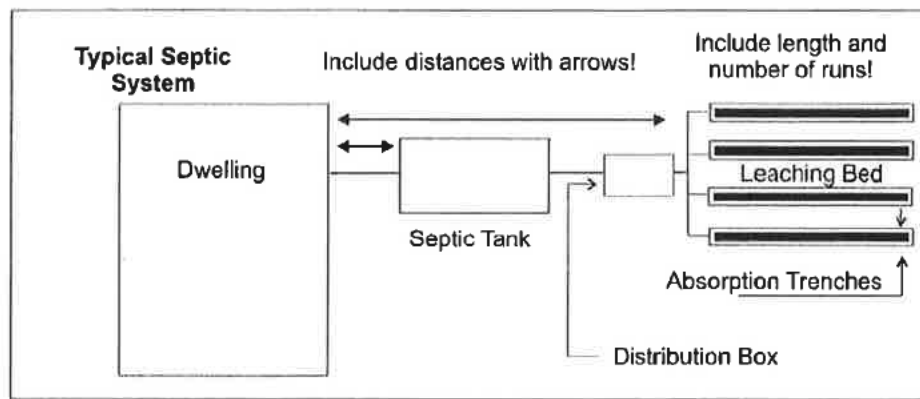 Typical Septic
System
Include distances with arrows!
Include length and
number of runs!
Dwelling
Leaching Bed
Septic Tank
Absorption Trenches
Distribution Box